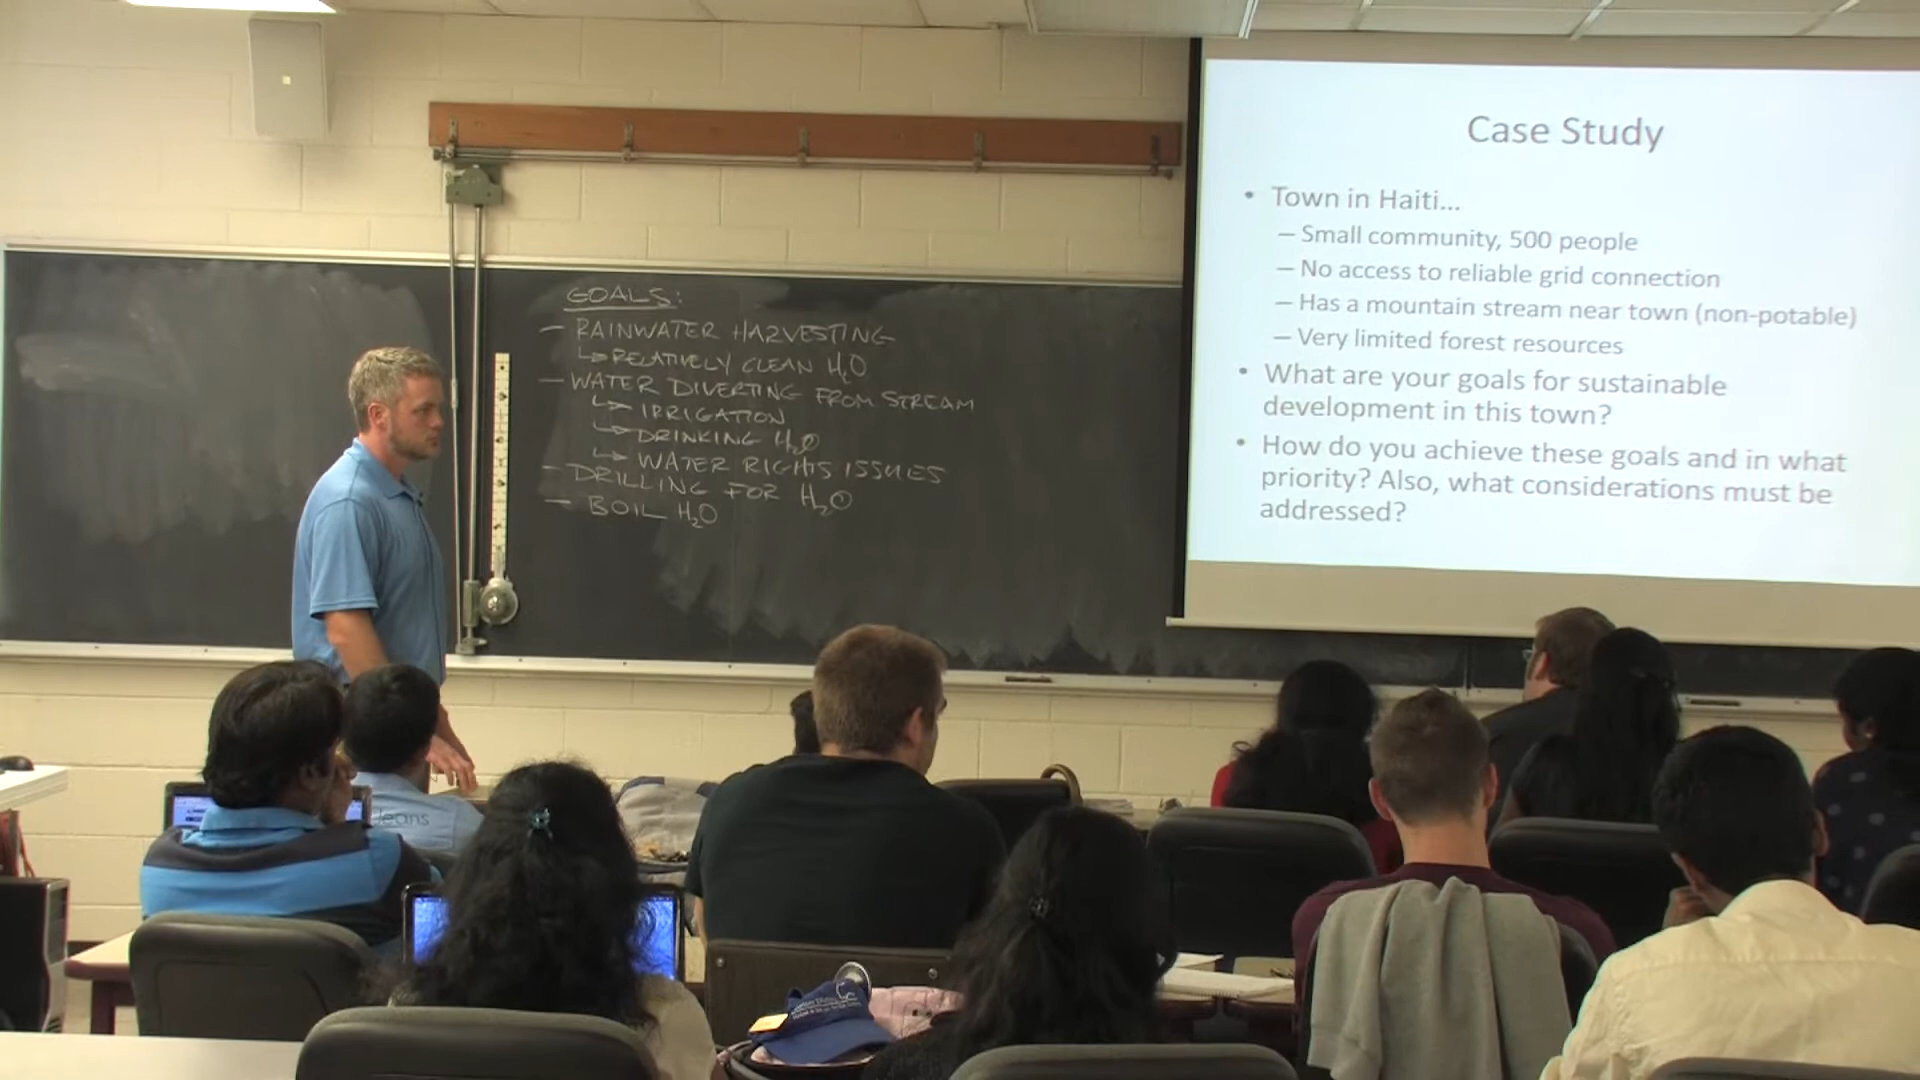 GOALS:
— RAINWATER HARVESTING
↳ RELATIVELY CLEAN H₂O
— WATER DIVERTING FROM STREAM
↳ IRRIGATION
↳ DRINKING H₂O
↳ WATER RIGHTS ISSUES
— DRILLING FOR H₂O
— BOIL H₂O
Case Study
• Town in Haiti...
– Small community, 500 people
– No access to reliable grid connection
– Has a mountain stream near town (non-potable)
– Very limited forest resources
• What are your goals for sustainable
development in this town?
• How do you achieve these goals and in what
priority? Also, what considerations must be
addressed?
Jeans